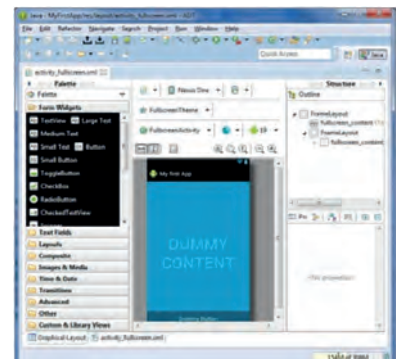 Java - MyFirstApp/res/layout/activity_fullscreen.xml - ADT
File Edit Refactor Navigate Search Project Run Window Help
Quick Access
Java
activity_fullscreen.xml
Palette
Palette
Form Widgets
TextView Large Text
Medium Text
Small Text Button
Small Button
ToggleButton
CheckBox
RadioButton
CheckedTextView
Text Fields
Layouts
Composite
Images & Media
Time & Date
Transitions
Advanced
Other
Custom & Library Views
Graphical Layout activity_fullscreen.xml
Nexus One
FullscreenTheme
FullscreenActivity 19
My First App
DUMMY
CONTENT
Dummy Button
Structure
Outline
FrameLayout
fullscreen_content
FrameLayout
fullscreen_content
<No properties>